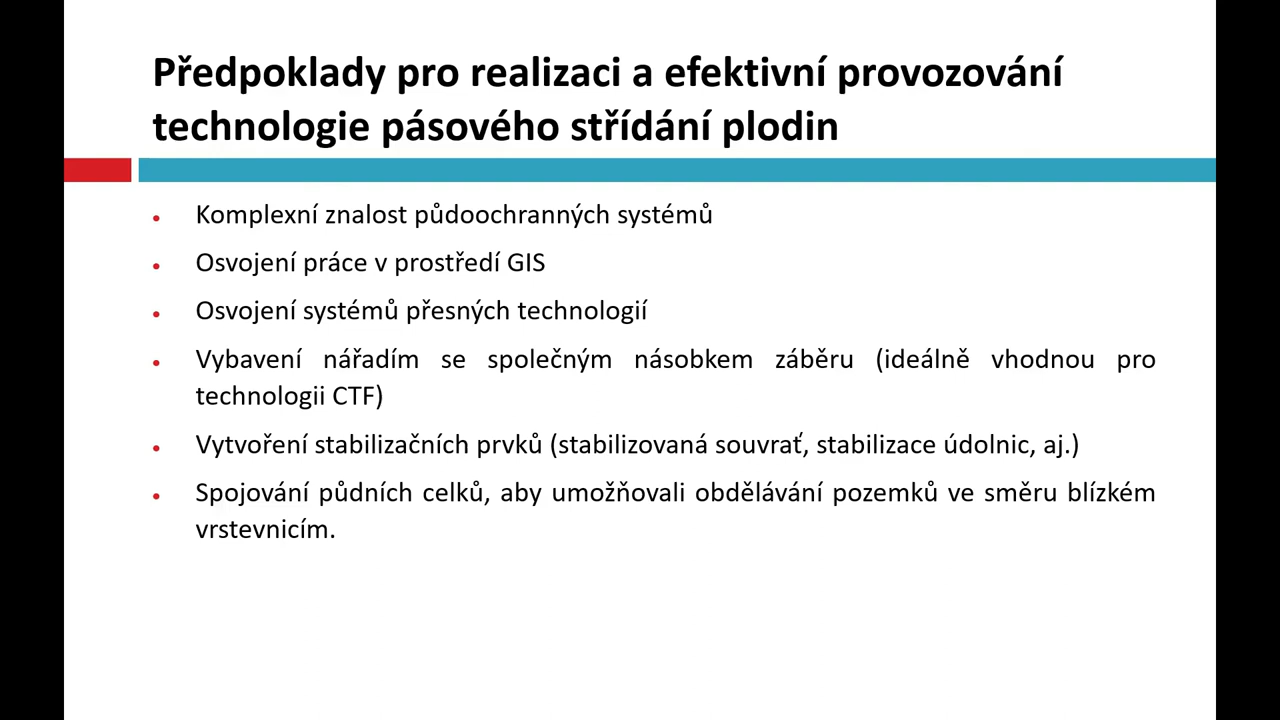 Předpoklady pro realizaci a efektivní provozování
technologie pásového střídání plodin
• Komplexní znalost půdoochranných systémů
• Osvojení práce v prostředí GIS
• Osvojení systémů přesných technologií
• Vybavení nářadím se společným násobkem záběru (ideálně vhodnou pro
technologii CTF)
• Vytvoření stabilizačních prvků (stabilizovaná souvrať, stabilizace údolnic, aj.)
• Spojování půdních celků, aby umožňovali obdělávání pozemků ve směru blízkém
vrstevnicím.